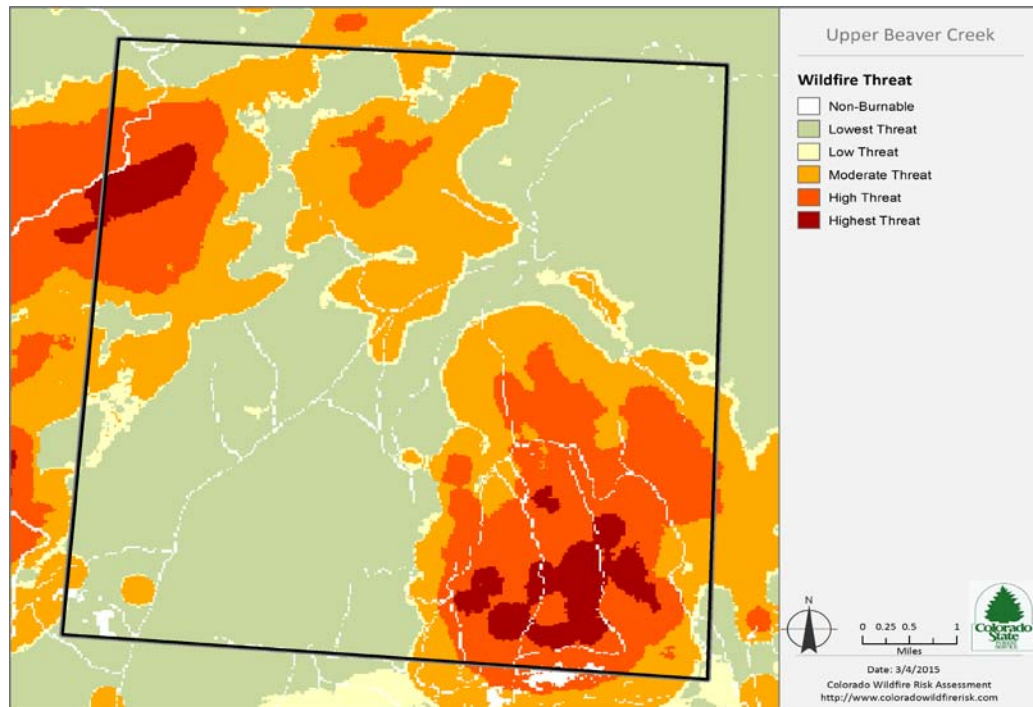 Upper Beaver Creek
Wildfire Threat
Non-Burnable
Lowest Threat
Low Threat
Moderate Threat
High Threat
Highest Threat
N
0 0.25 0.5 1
Miles
Colorado
State
Date: 3/4/2015
Colorado Wildfire Risk Assessment
http://www.coloradowildfirerisk.com